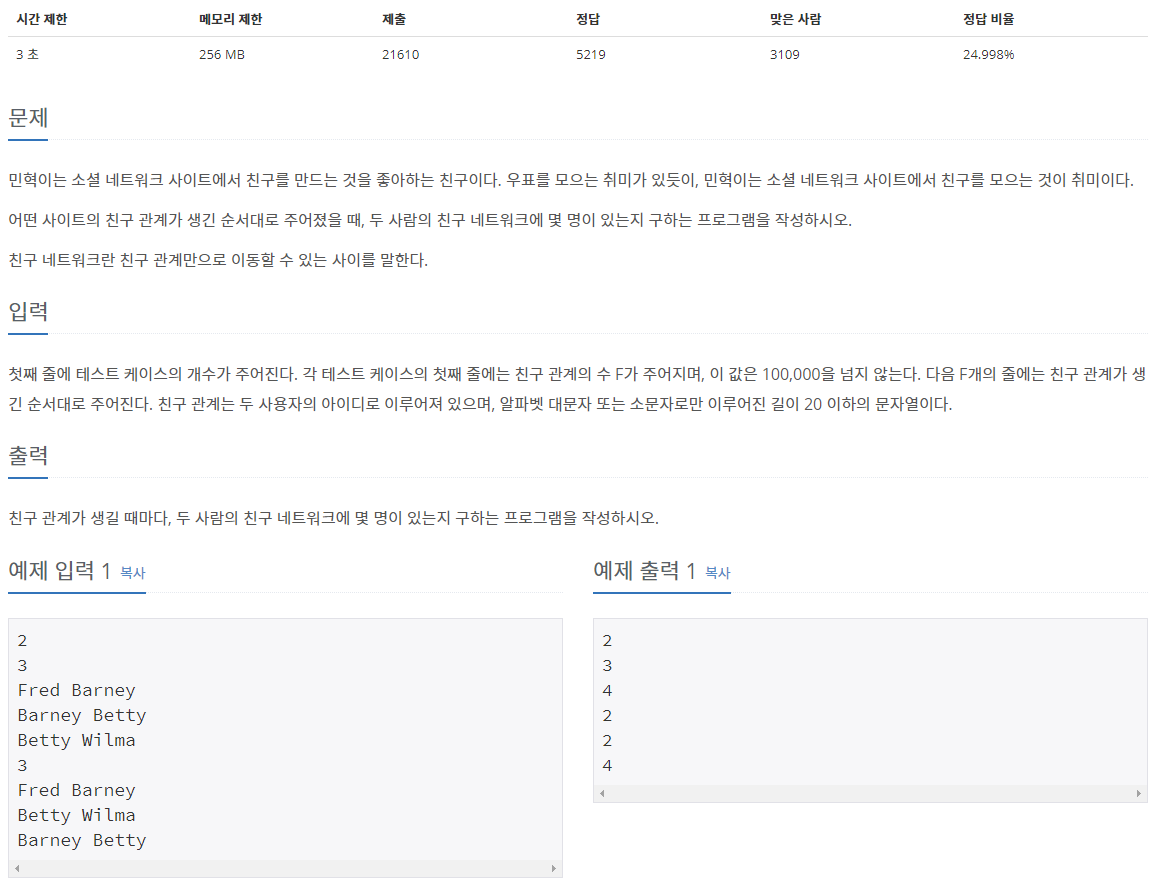 시간 제한 메모리 제한 제출 정답 맞은 사람 정답 비율
3 초 256 MB 21610 5219 3109 24.998%
문제
민혁이는 소셜 네트워크 사이트에서 친구를 만드는 것을 좋아하는 친구이다. 우표를 모으는 취미가 있듯이, 민혁이는 소셜 네트워크 사이트에서 친구를 모으는 것이 취미이다.
어떤 사이트의 친구 관계가 생긴 순서대로 주어졌을 때, 두 사람의 친구 네트워크에 몇 명이 있는지 구하는 프로그램을 작성하시오.
친구 네트워크란 친구 관계만으로 이동할 수 있는 사이를 말한다.
입력
첫째 줄에 테스트 케이스의 개수가 주어진다. 각 테스트 케이스의 첫째 줄에는 친구 관계의 수 F가 주어지며, 이 값은 100,000을 넘지 않는다. 다음 F개의 줄에는 친구 관계가 생
긴 순서대로 주어진다. 친구 관계는 두 사용자의 아이디로 이루어져 있으며, 알파벳 대문자 또는 소문자로만 이루어진 길이 20 이하의 문자열이다.
출력
친구 관계가 생길 때마다, 두 사람의 친구 네트워크에 몇 명이 있는지 구하는 프로그램을 작성하시오.
예제 입력 1 복사
2
3
Fred Barney
Barney Betty
Betty Wilma
3
Fred Barney
Betty Wilma
Barney Betty
예제 출력 1 복사
2
3
4
2
2
4